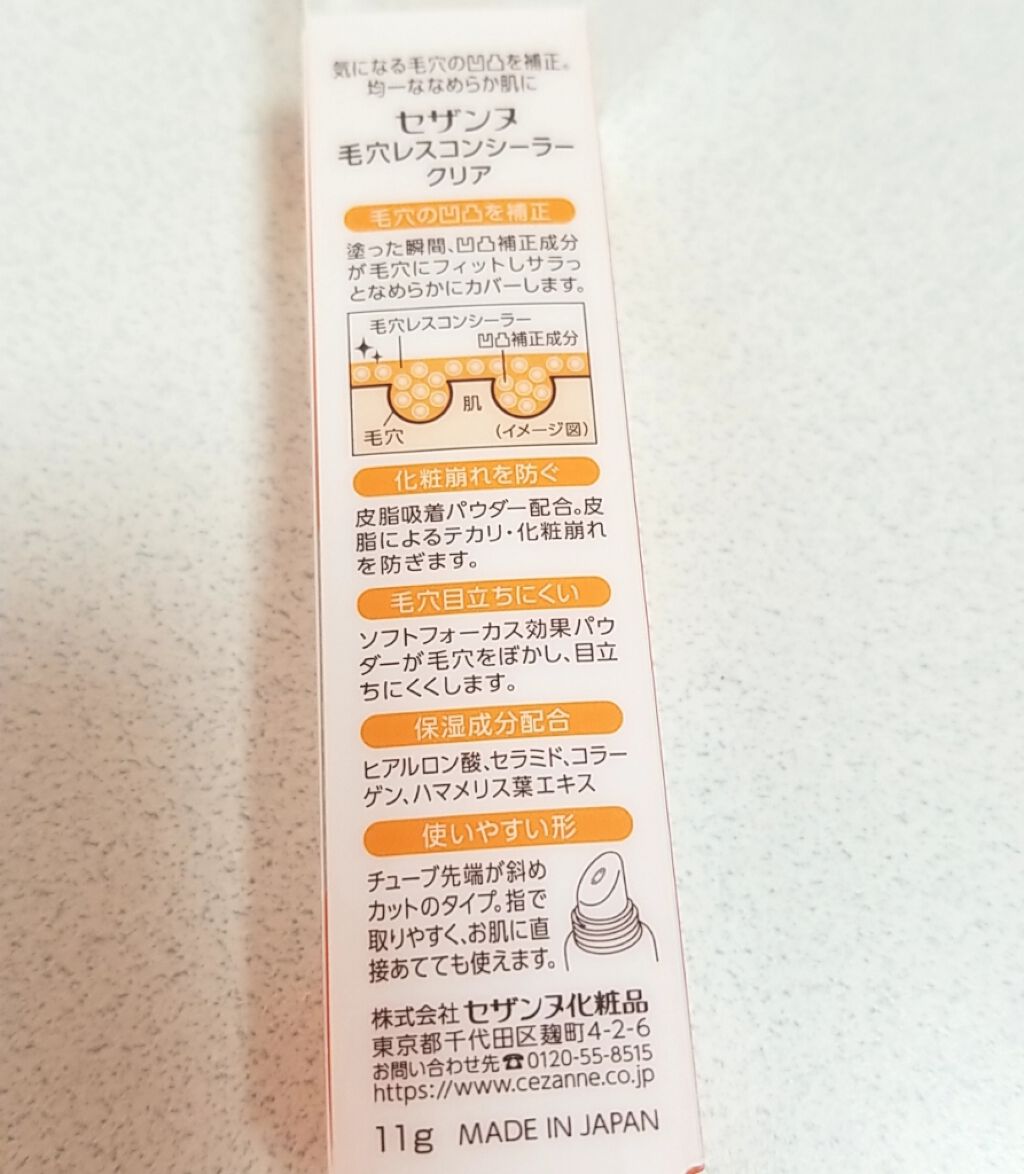 気になる毛穴の凹凸を補正。
均一ななめらか肌に
セザンヌ
毛穴レスコンシーラー
クリア
毛穴の凹凸を補正
塗った瞬間、凹凸補正成分
が毛穴にフィットしサラっ
となめらかにカバーします。
毛穴レスコンシーラー
凹凸補正成分
肌
毛穴
(イメージ図)
化粧崩れを防ぐ
皮脂吸着パウダー配合。皮
脂によるテカリ・化粧崩れ
を防ぎます。
毛穴目立ちにくい
ソフトフォーカス効果パウ
ダーが毛穴をぼかし、目立
ちにくくします。
保湿成分配合
ヒアルロン酸、セラミド、コラー
ゲン、ハマメリス葉エキス
使いやすい形
チューブ先端が斜め
カットのタイプ。指で
取りやすく、お肌に直
接あてても使えます。
株式会社 セザンヌ化粧品
東京都千代田区麹町4-2-6
お問い合わせ先☎0120-55-8515
https://www.cezanne.co.jp
11g MADE IN JAPAN